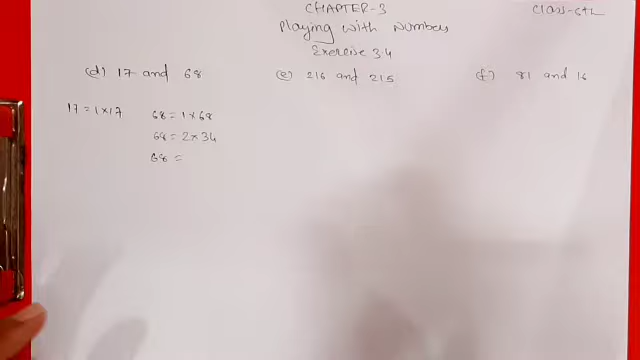 CHAPTER-3
Class-6th
Playing with Numbers
Exercise 3.4
(d) 17 and 68
(e) 216 and 215
(f) 81 and 16
17 = 1×17
68 = 1×68
68 = 2×34
68 =